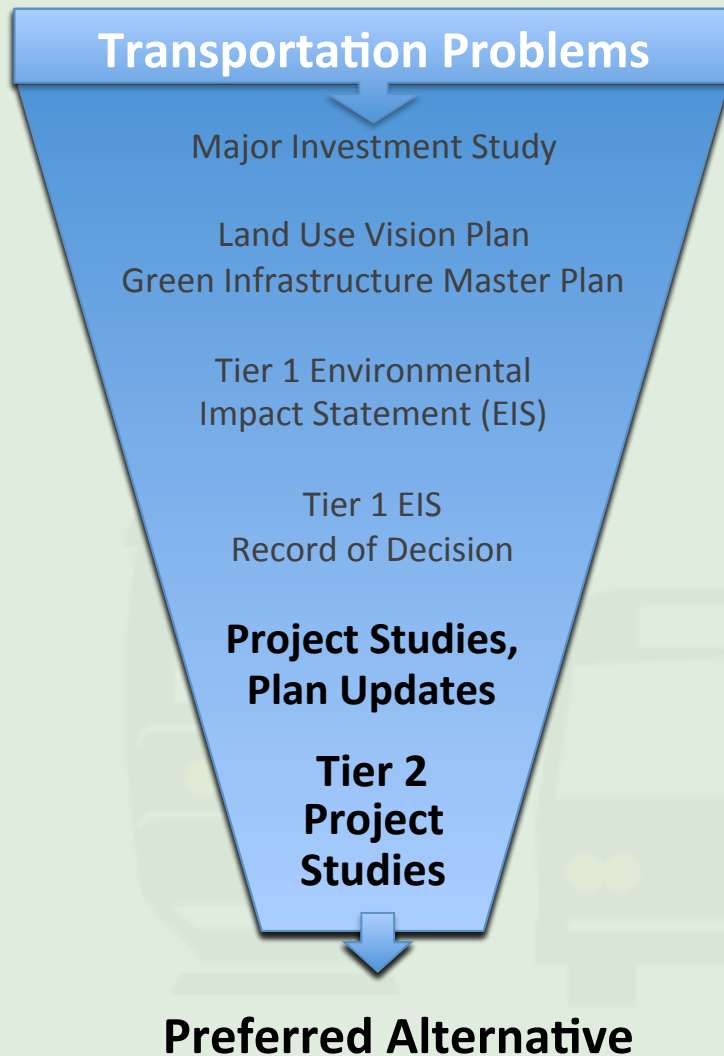 Transportation Problems
Major Investment Study
Land Use Vision Plan
Green Infrastructure Master Plan
Tier 1 Environmental
Impact Statement (EIS)
Tier 1 EIS
Record of Decision
Project Studies,
Plan Updates
Tier 2
Project
Studies
Preferred Alternative